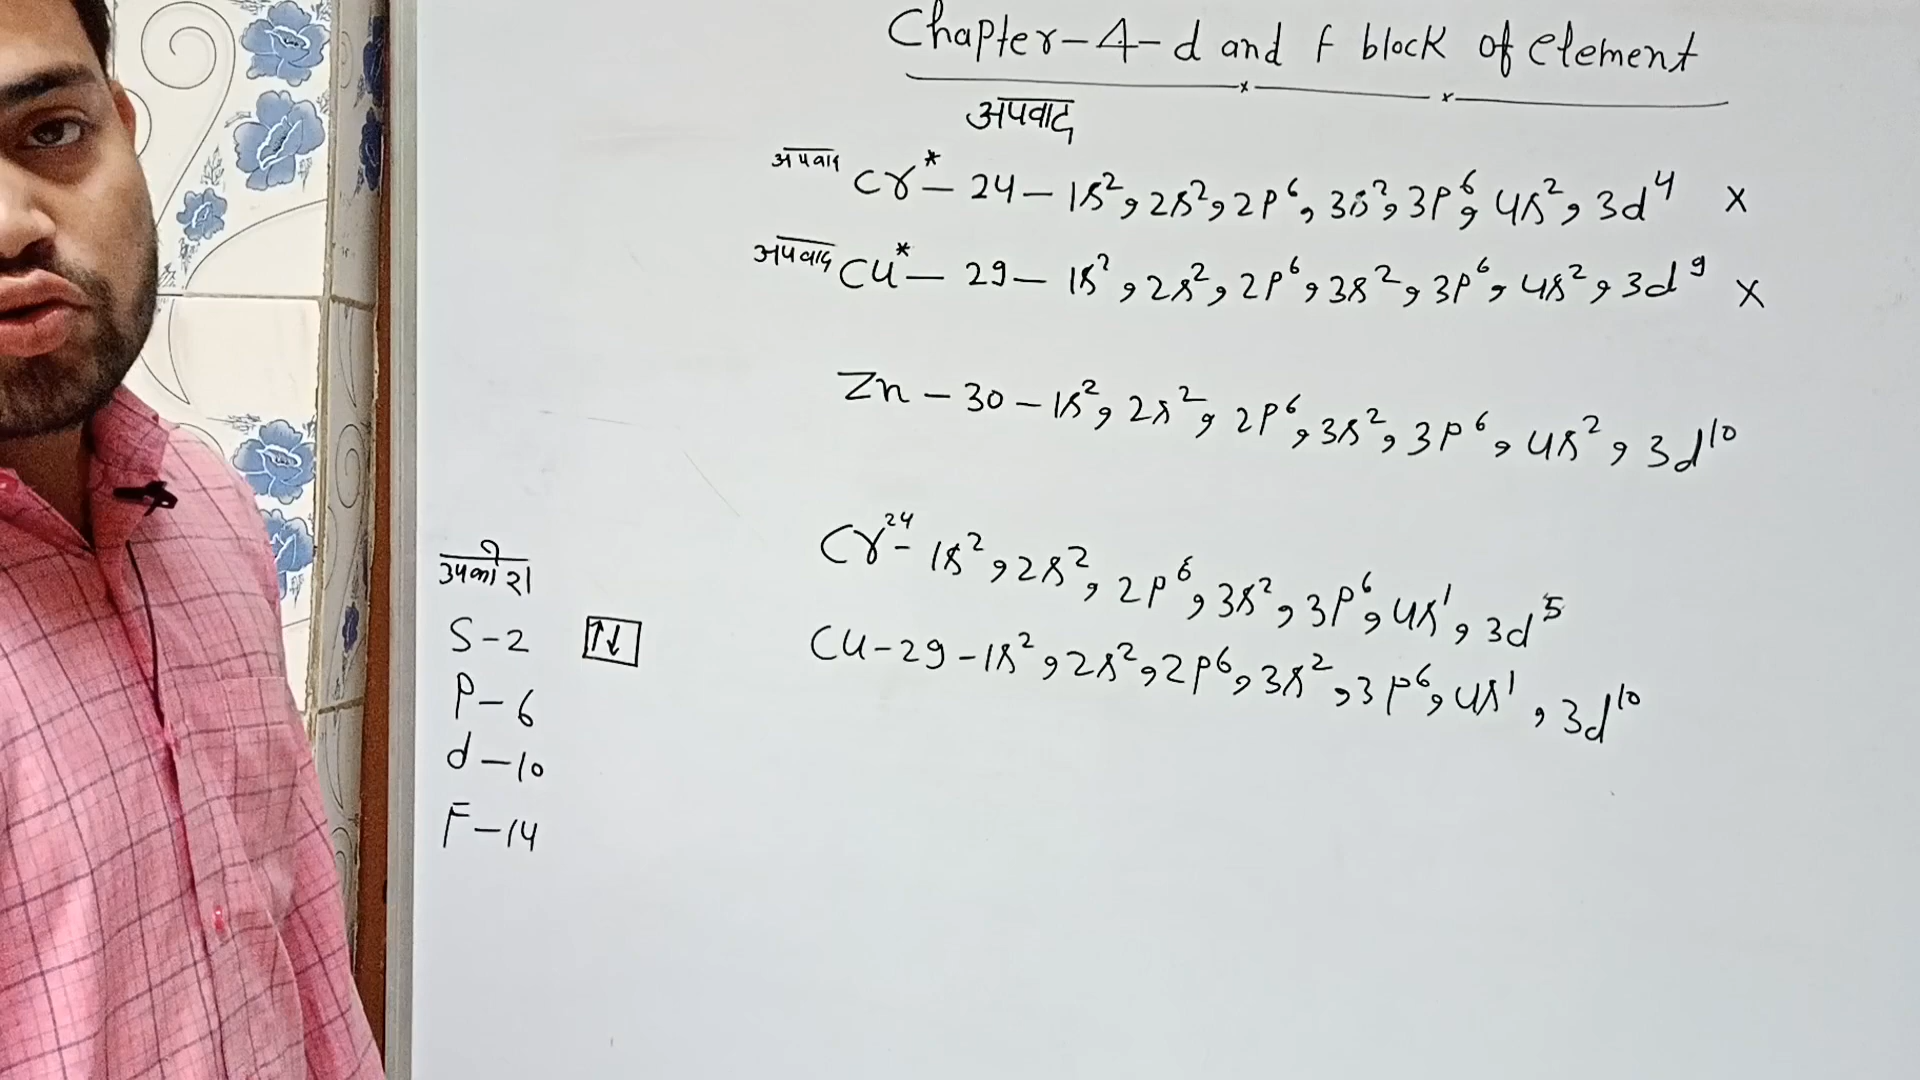 Chapter-4-d and f block of element
अपवाद
अपवाद Cr* - 24 - 1s², 2s², 2p⁶, 3s², 3p⁶, 4s², 3d⁴ ×
अपवाद Cu* - 29 - 1s², 2s², 2p⁶, 3s², 3p⁶, 4s², 3d⁹ ×
Zn - 30 - 1s², 2s², 2p⁶, 3s², 3p⁶, 4s², 3d¹⁰
Cr²⁴ - 1s², 2s², 2p⁶, 3s², 3p⁶, 4s¹, 3d⁵
Cu - 29 - 1s², 2s², 2p⁶, 3s², 3p⁶, 4s¹, 3d¹⁰
उपकोश
S - 2 ↑↓
P - 6
d - 10
F - 14